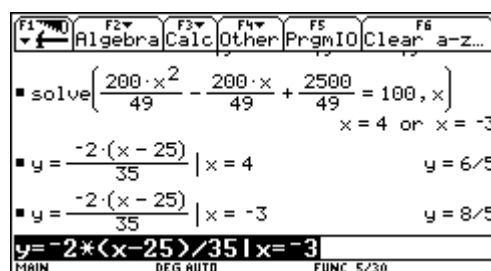 F1 F2 F3 F4 F5 F6
Algebra Calc Other PrgmIO Clear a-z…
▪ solve(200·x²/49 − 200·x/49 + 2500/49 = 100, x)
x = 4 or x = -3
▪ y = -2·(x − 25)/35 | x = 4 y = 6/5
▪ y = -2·(x − 25)/35 | x = -3 y = 8/5
y=-2*(x-25)/35|x=-3
MAIN DEG AUTO FUNC 5/30